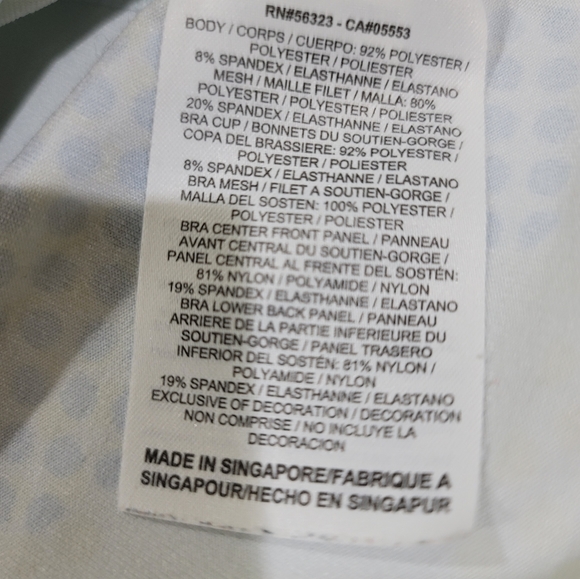 RN#56323 - CA#05553
BODY / CORPS / CUERPO: 92% POLYESTER /
POLYESTER / POLIESTER
8% SPANDEX / ELASTHANNE / ELASTANO
MESH / MAILLE FILET / MALLA: 80%
POLYESTER / POLYESTER / POLIESTER
20% SPANDEX / ELASTHANNE / ELASTANO
BRA CUP / BONNETS DU SOUTIEN-GORGE /
COPA DEL BRASSIERE: 92% POLYESTER /
POLYESTER / POLIESTER
8% SPANDEX / ELASTHANNE / ELASTANO
BRA MESH / FILET A SOUTIEN-GORGE /
MALLA DEL SOSTEN: 100% POLYESTER /
POLYESTER / POLIESTER
BRA CENTER FRONT PANEL / PANNEAU
AVANT CENTRAL DU SOUTIEN-GORGE /
PANEL CENTRAL AL FRENTE DEL SOSTÉN:
81% NYLON / POLYAMIDE / NYLON
19% SPANDEX / ELASTHANNE / ELASTANO
BRA LOWER BACK PANEL / PANNEAU
ARRIERE DE LA PARTIE INFERIEURE DU
SOUTIEN-GORGE / PANEL TRASERO
INFERIOR DEL SOSTÉN: 81% NYLON /
POLYAMIDE / NYLON
19% SPANDEX / ELASTHANNE / ELASTANO
EXCLUSIVE OF DECORATION / DECORATION
NON COMPRISE / NO INCLUYE LA
DECORACION
MADE IN SINGAPORE/FABRIQUE A
SINGAPOUR/HECHO EN SINGAPUR